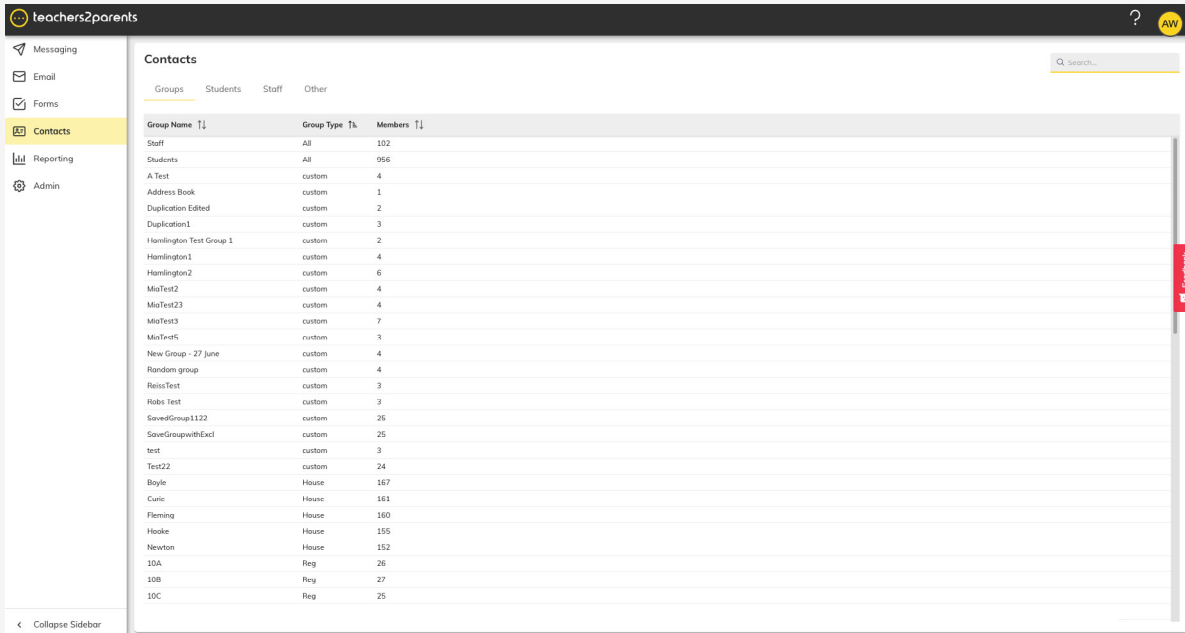 teachers2parents
?
AW
Messaging
Email
Forms
Contacts
Reporting
Admin
Contacts
Search...
Groups Students Staff Other
Group Name Group Type Members
Staff All 102
Students All 956
A Test custom 4
Address Book custom 1
Duplication Edited custom 2
Duplication1 custom 3
Hamlington Test Group 1 custom 2
Hamlington1 custom 4
Hamlington2 custom 6
MiaTest2 custom 4
MiaTest23 custom 4
MiaTest3 custom 7
MiaTest5 custom 3
New Group - 27 June custom 4
Random group custom 4
ReissTest custom 3
Robs Test custom 3
SavedGroup1122 custom 25
SaveGroupwithExcl custom 25
test custom 3
Test22 custom 24
Boyle House 167
Curie House 161
Fleming House 160
Hooke House 155
Newton House 152
10A Reg 26
10B Reg 27
10C Reg 25
Collapse Sidebar